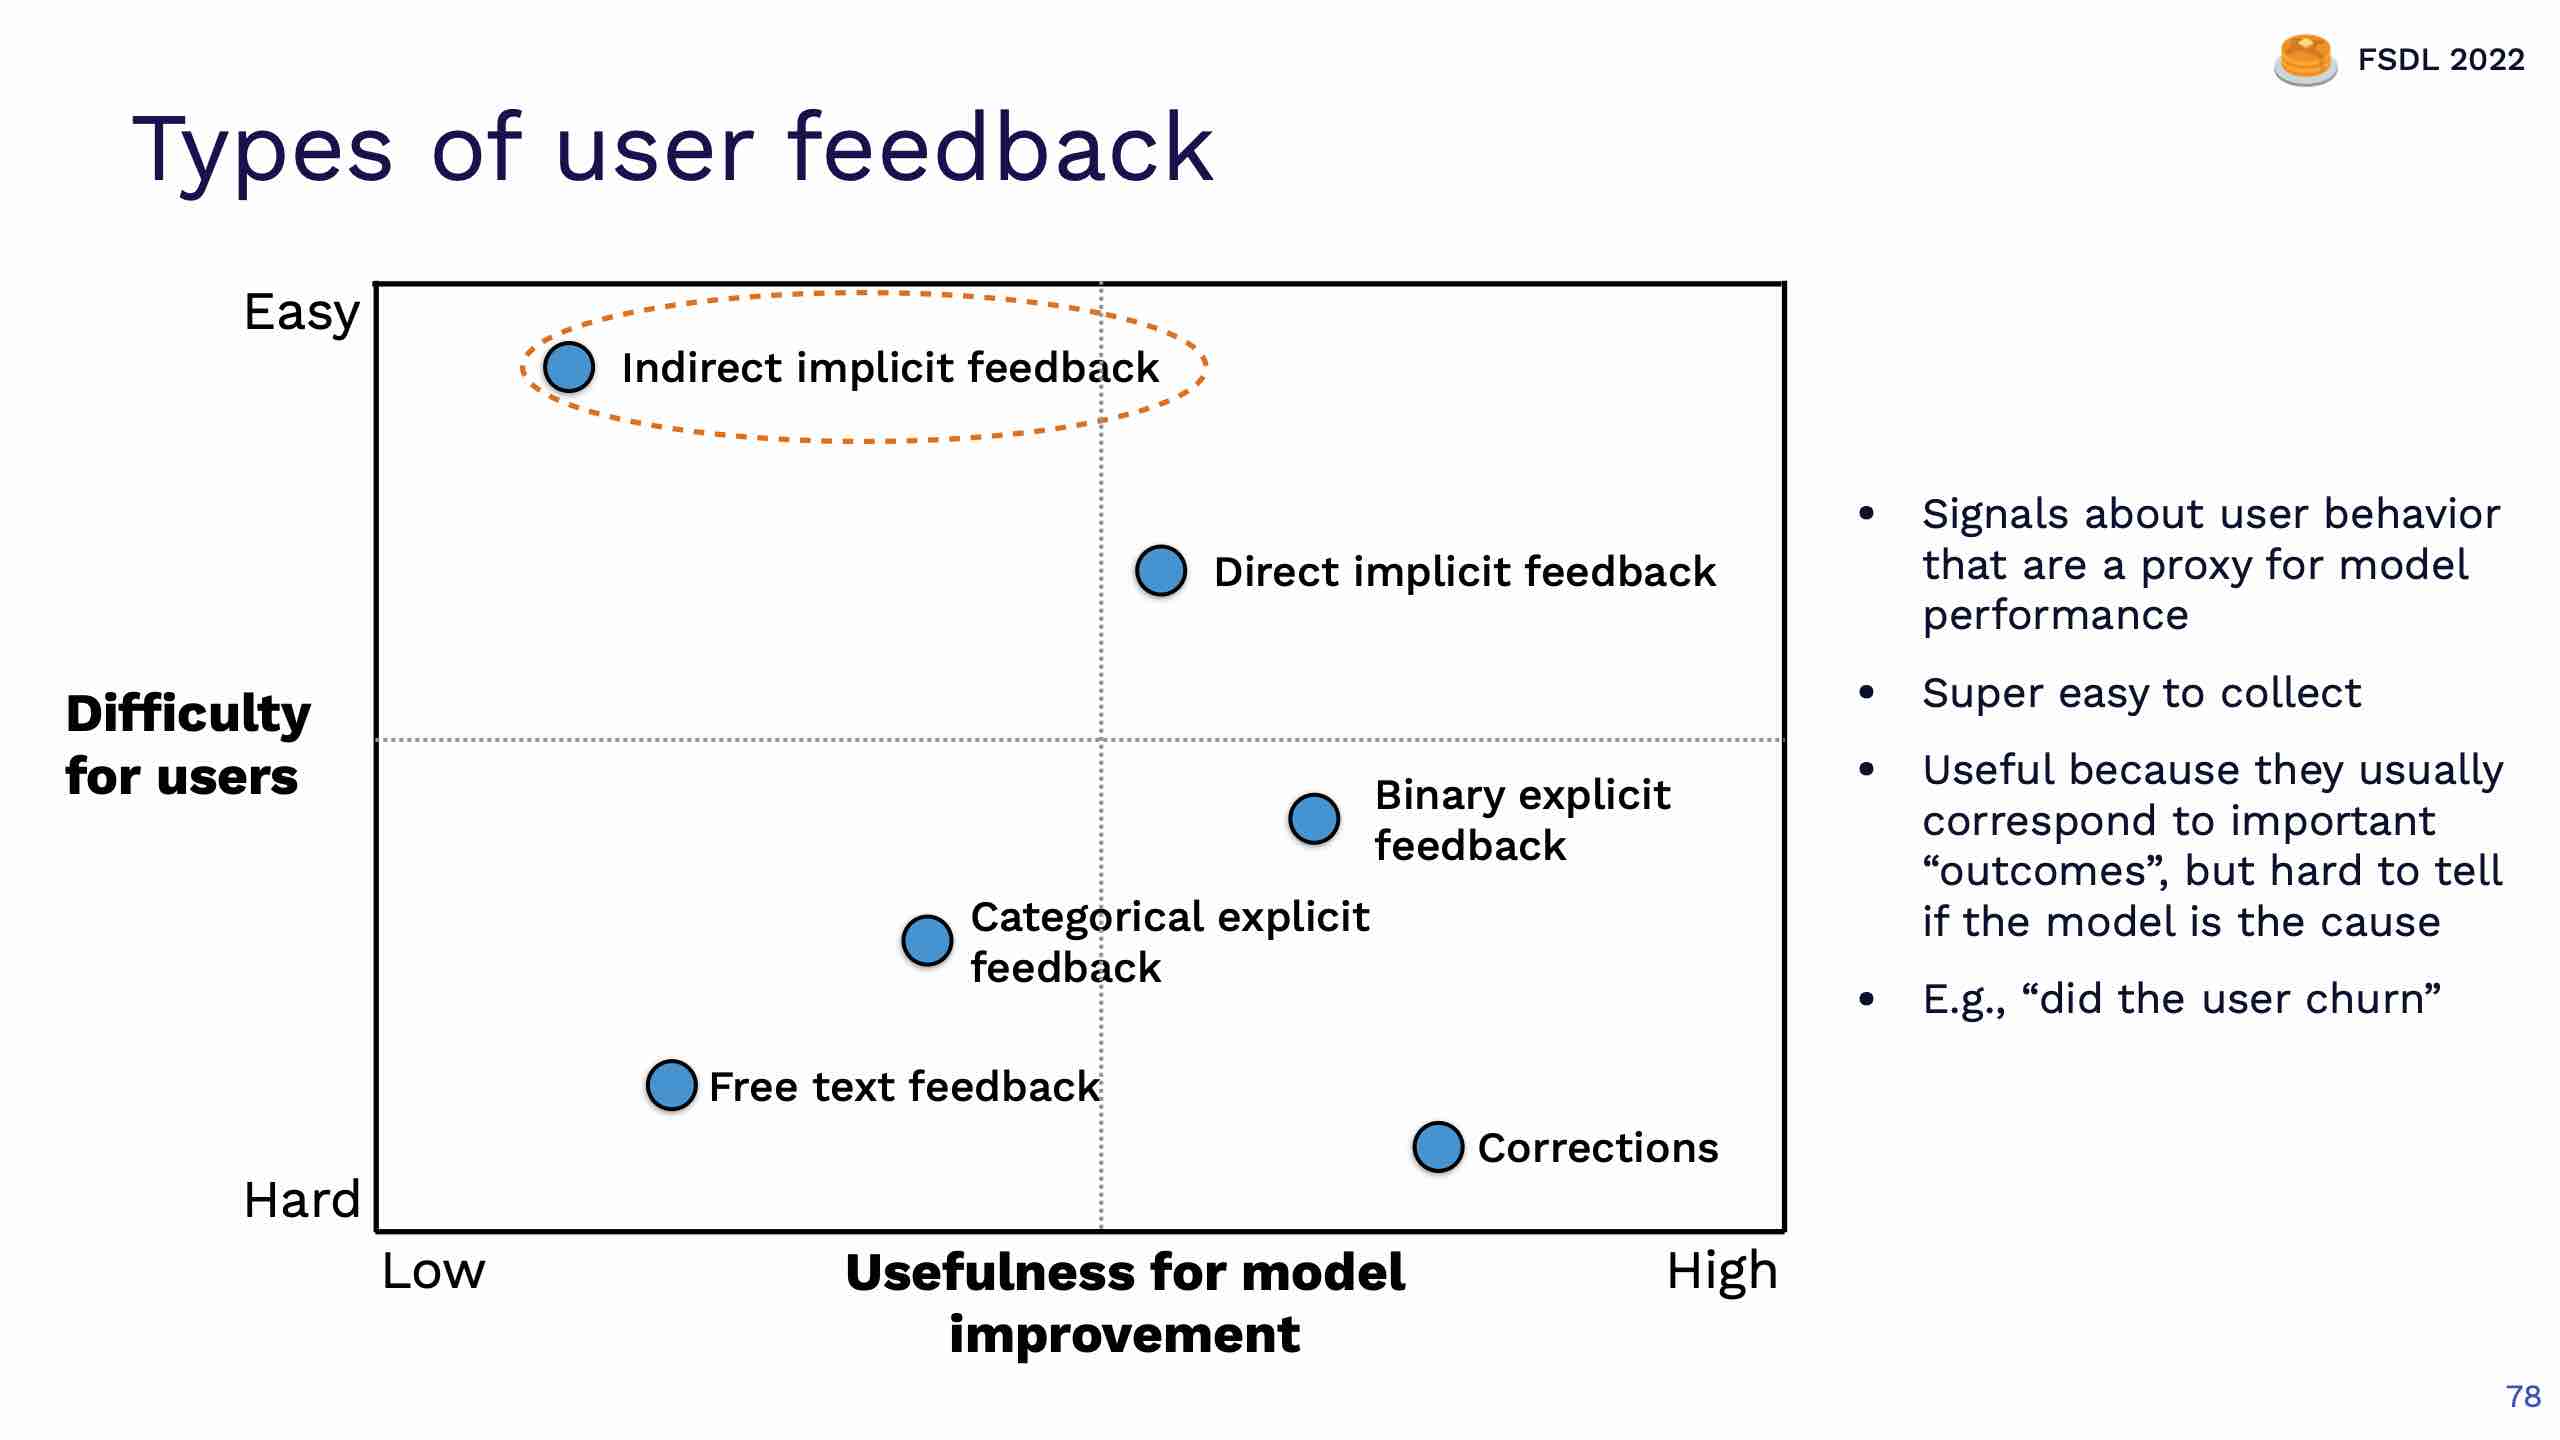 FSDL 2022
Types of user feedback
Easy
Indirect implicit feedback
Direct implicit feedback
Difficulty
for users
Binary explicit
feedback
Categorical explicit
feedback
Free text feedback
Corrections
Hard
Low
Usefulness for model
improvement
High
• Signals about user behavior
that are a proxy for model
performance
• Super easy to collect
• Useful because they usually
correspond to important
“outcomes”, but hard to tell
if the model is the cause
• E.g., “did the user churn”
78